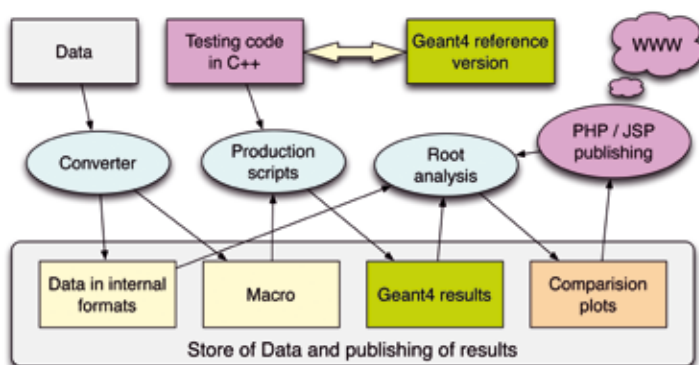 Data
Testing code
in C++
Geant4 reference
version
WWW
Converter
Production
scripts
Root
analysis
PHP / JSP
publishing
Data in internal
formats
Macro
Geant4 results
Comparision
plots
Store of Data and publishing of results